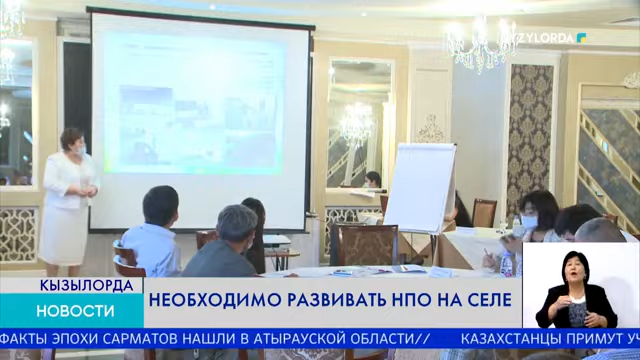 KYZYLORDA
КЫЗЫЛОРДА
НОВОСТИ
НЕОБХОДИМО РАЗВИВАТЬ НПО НА СЕЛЕ
ФАКТЫ ЭПОХИ САРМАТОВ НАШЛИ В АТЫРАУСКОЙ ОБЛАСТИ// КАЗАХСТАНЦЫ ПРИМУТ